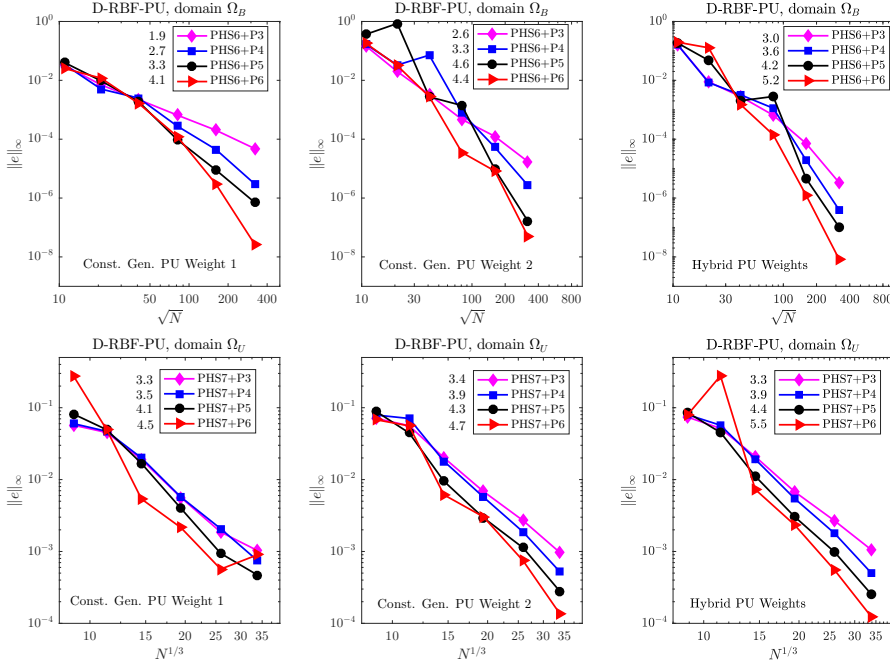 D-RBF-PU, domain Ω_B
10^0
10^-2
10^-4
10^-6
10^-8
‖e‖_∞
1.9 PHS6+P3
2.7 PHS6+P4
3.3 PHS6+P5
4.1 PHS6+P6
Const. Gen. PU Weight 1
10 50 100 200 400
√N
D-RBF-PU, domain Ω_B
10^0
10^-2
10^-4
10^-6
10^-8
‖e‖_∞
2.6 PHS6+P3
3.3 PHS6+P4
4.6 PHS6+P5
4.4 PHS6+P6
Const. Gen. PU Weight 2
10 50 100 200 400 800
√N
D-RBF-PU, domain Ω_B
10^0
10^-2
10^-4
10^-6
10^-8
‖e‖_∞
3.0 PHS6+P3
3.6 PHS6+P4
4.2 PHS6+P5
5.2 PHS6+P6
Hybrid PU Weights
10 40 100 200 400 800
√N
D-RBF-PU, domain Ω_U
10^-1
10^-2
10^-3
10^-4
‖e‖_∞
3.3 PHS7+P3
3.5 PHS7+P4
4.1 PHS7+P5
4.5 PHS7+P6
Const. Gen. PU Weight 1
10 15 20 25 30 35
N^1/3
D-RBF-PU, domain Ω_U
10^-1
10^-2
10^-3
10^-4
‖e‖_∞
3.4 PHS7+P3
3.9 PHS7+P4
4.3 PHS7+P5
4.7 PHS7+P6
Const. Gen. PU Weight 2
10 15 20 25 30 35
N^1/3
D-RBF-PU, domain Ω_U
10^-1
10^-2
10^-3
10^-4
‖e‖_∞
3.3 PHS7+P3
3.9 PHS7+P4
4.4 PHS7+P5
5.5 PHS7+P6
Hybrid PU Weights
10 15 20 25 30 35
N^1/3